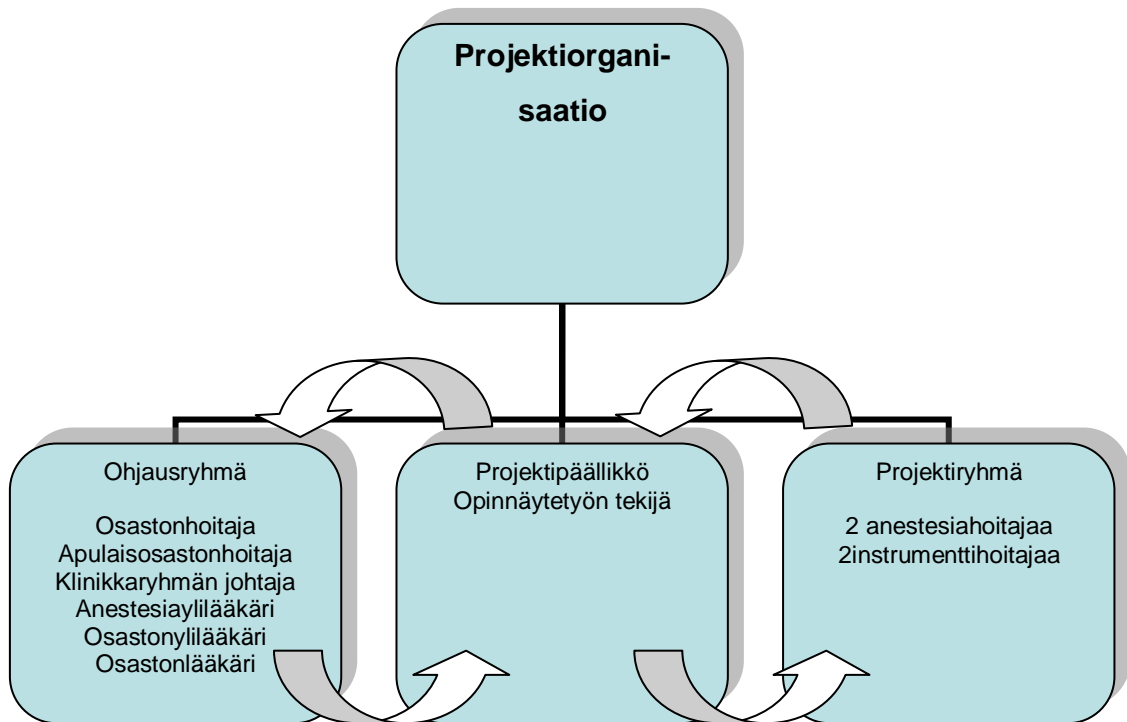 Projektiorgani-
saatio
Ohjausryhmä
Osastonhoitaja
Apulaisosastonhoitaja
Klinikkaryhmän johtaja
Anestesiaylilääkäri
Osastonylilääkäri
Osastonlääkäri
Projektipäällikkö
Opinnäytetyön tekijä
Projektiryhmä
2 anestesiahoitajaa
2instrumenttihoitajaa